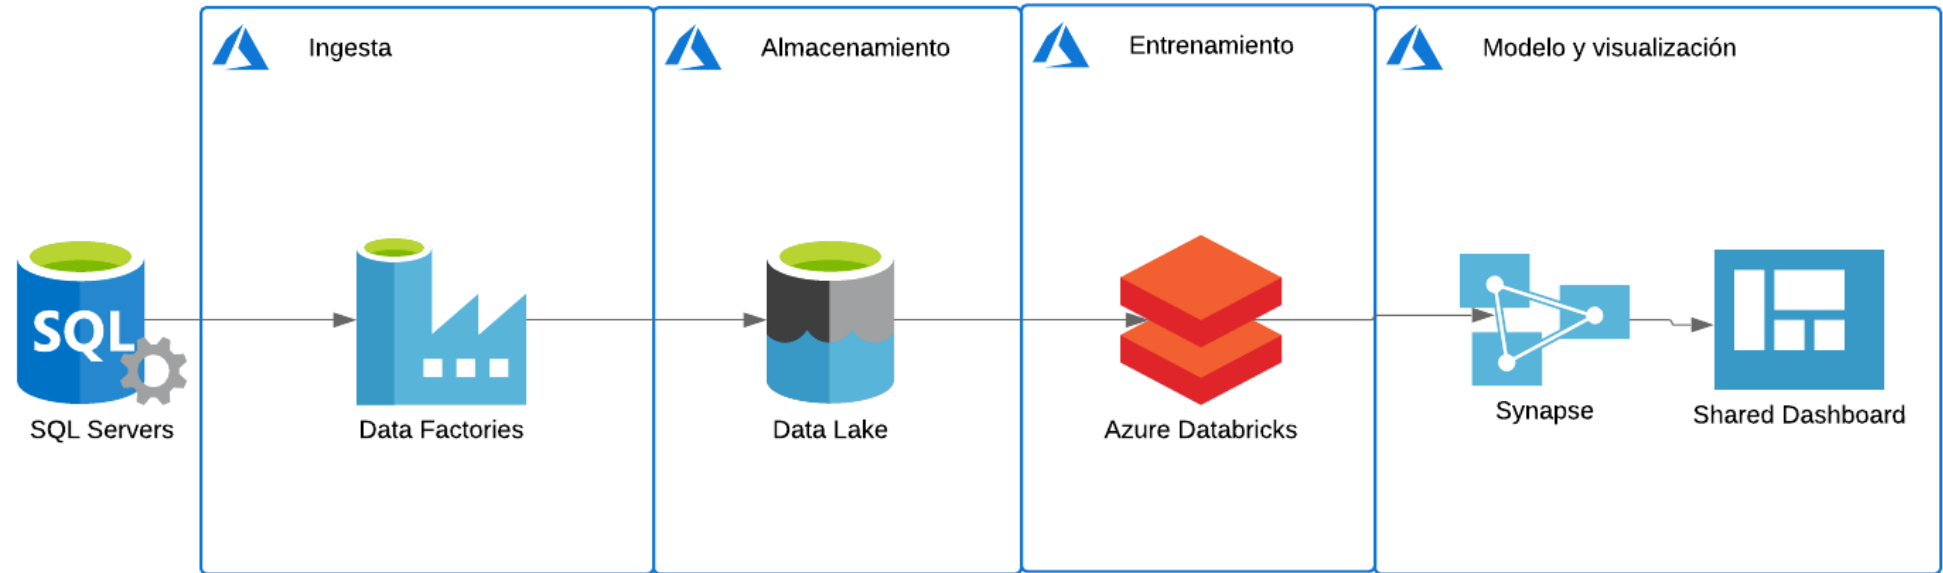 Ingesta
Almacenamiento
Entrenamiento
Modelo y visualización
SQL
SQL Servers
Data Factories
Data Lake
Azure Databricks
Synapse
Shared Dashboard